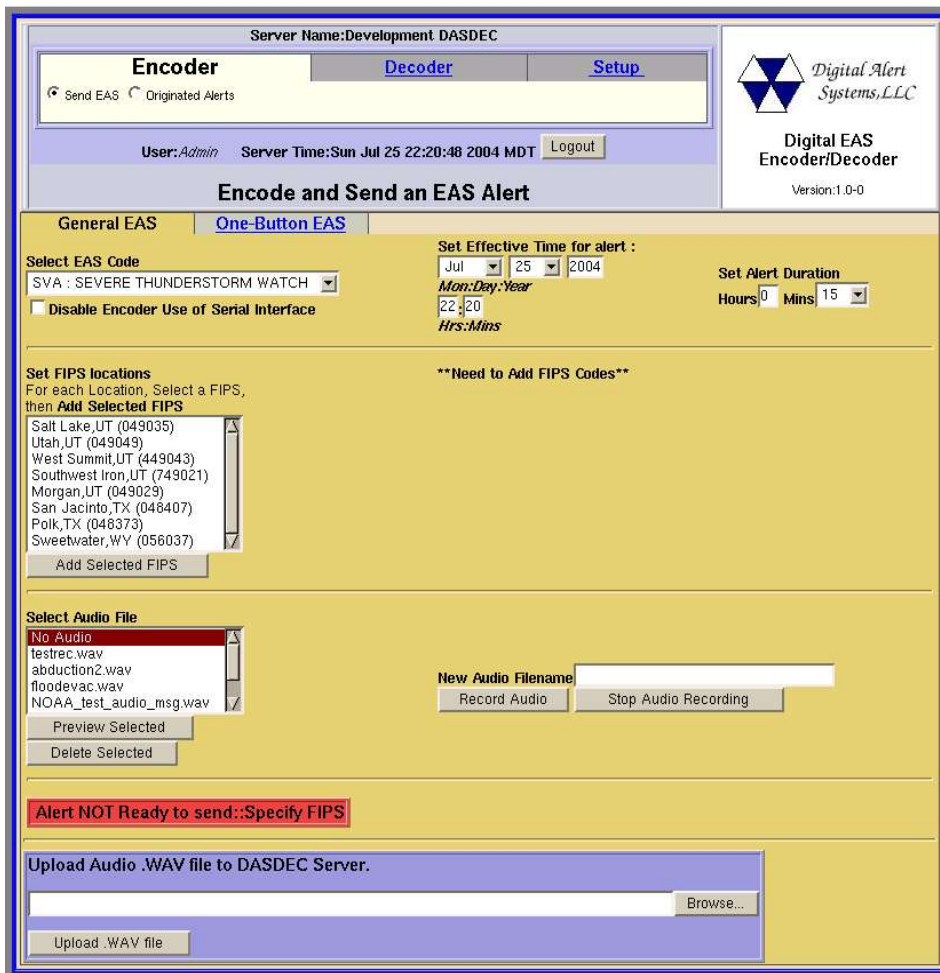 Server Name:Development DASDEC
Encoder
Decoder
Setup
Send EAS
Originated Alerts
User:Admin Server Time:Sun Jul 25 22:20:48 2004 MDT Logout
Encode and Send an EAS Alert
Digital Alert
Systems,LLC
Digital EAS
Encoder/Decoder
Version:1.0-0
General EAS
One-Button EAS
Select EAS Code
SVA : SEVERE THUNDERSTORM WATCH
Disable Encoder Use of Serial Interface
Set Effective Time for alert :
Jul 25 2004
Mon:Day:Year
22:20
Hrs:Mins
Set Alert Duration
Hours 0 Mins 15
Set FIPS locations
For each Location, Select a FIPS,
then Add Selected FIPS
Salt Lake,UT (049035)
Utah,UT (049049)
West Summit,UT (449043)
Southwest Iron,UT (749021)
Morgan,UT (049029)
San Jacinto,TX (048407)
Polk,TX (048373)
Sweetwater,WY (056037)
Add Selected FIPS
**Need to Add FIPS Codes**
Select Audio File
No Audio
testrec.wav
abduction2.wav
floodevac.wav
NOAA_test_audio_msg.wav
Preview Selected
Delete Selected
New Audio Filename
Record Audio
Stop Audio Recording
Alert NOT Ready to send::Specify FIPS
Upload Audio .WAV file to DASDEC Server.
Browse...
Upload .WAV file